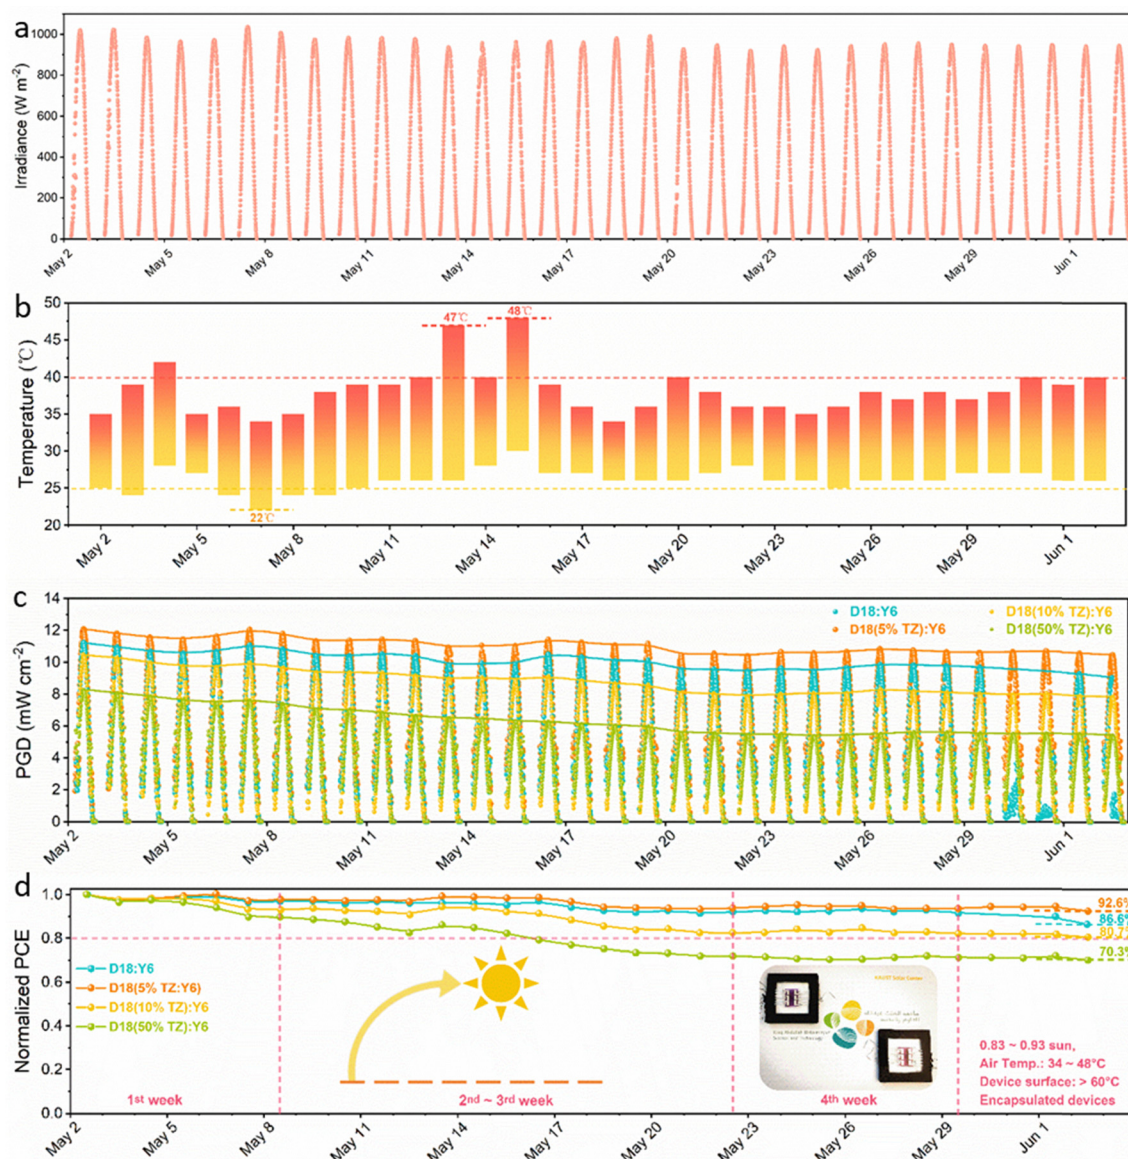 a
Irradiance (W m-2)
1000
800
600
400
200
0
May 2
May 5
May 8
May 11
May 14
May 17
May 20
May 23
May 26
May 29
Jun 1
b
Temperature (℃)
50
45
40
35
30
25
20
47℃
48℃
22℃
May 2
May 5
May 8
May 11
May 14
May 17
May 20
May 23
May 26
May 29
Jun 1
c
PGD (mW cm-2)
14
12
10
8
6
4
2
0
D18:Y6
D18(10% TZ):Y6
D18(5% TZ):Y6
D18(50% TZ):Y6
May 2
May 5
May 8
May 11
May 14
May 17
May 20
May 23
May 26
May 29
Jun 1
d
Normalized PCE
1.0
0.8
0.6
0.4
0.2
0.0
92.6%
86.6%
80.7%
70.3%
D18:Y6
D18(5% TZ:Y6)
D18(10% TZ):Y6
D18(50% TZ):Y6
0.83 ~ 0.93 sun,
Air Temp.: 34 ~ 48°C
Device surface: > 60°C
Encapsulated devices
1st week
2nd ~ 3rd week
4th week
May 2
May 5
May 8
May 11
May 14
May 17
May 20
May 23
May 26
May 29
Jun 1